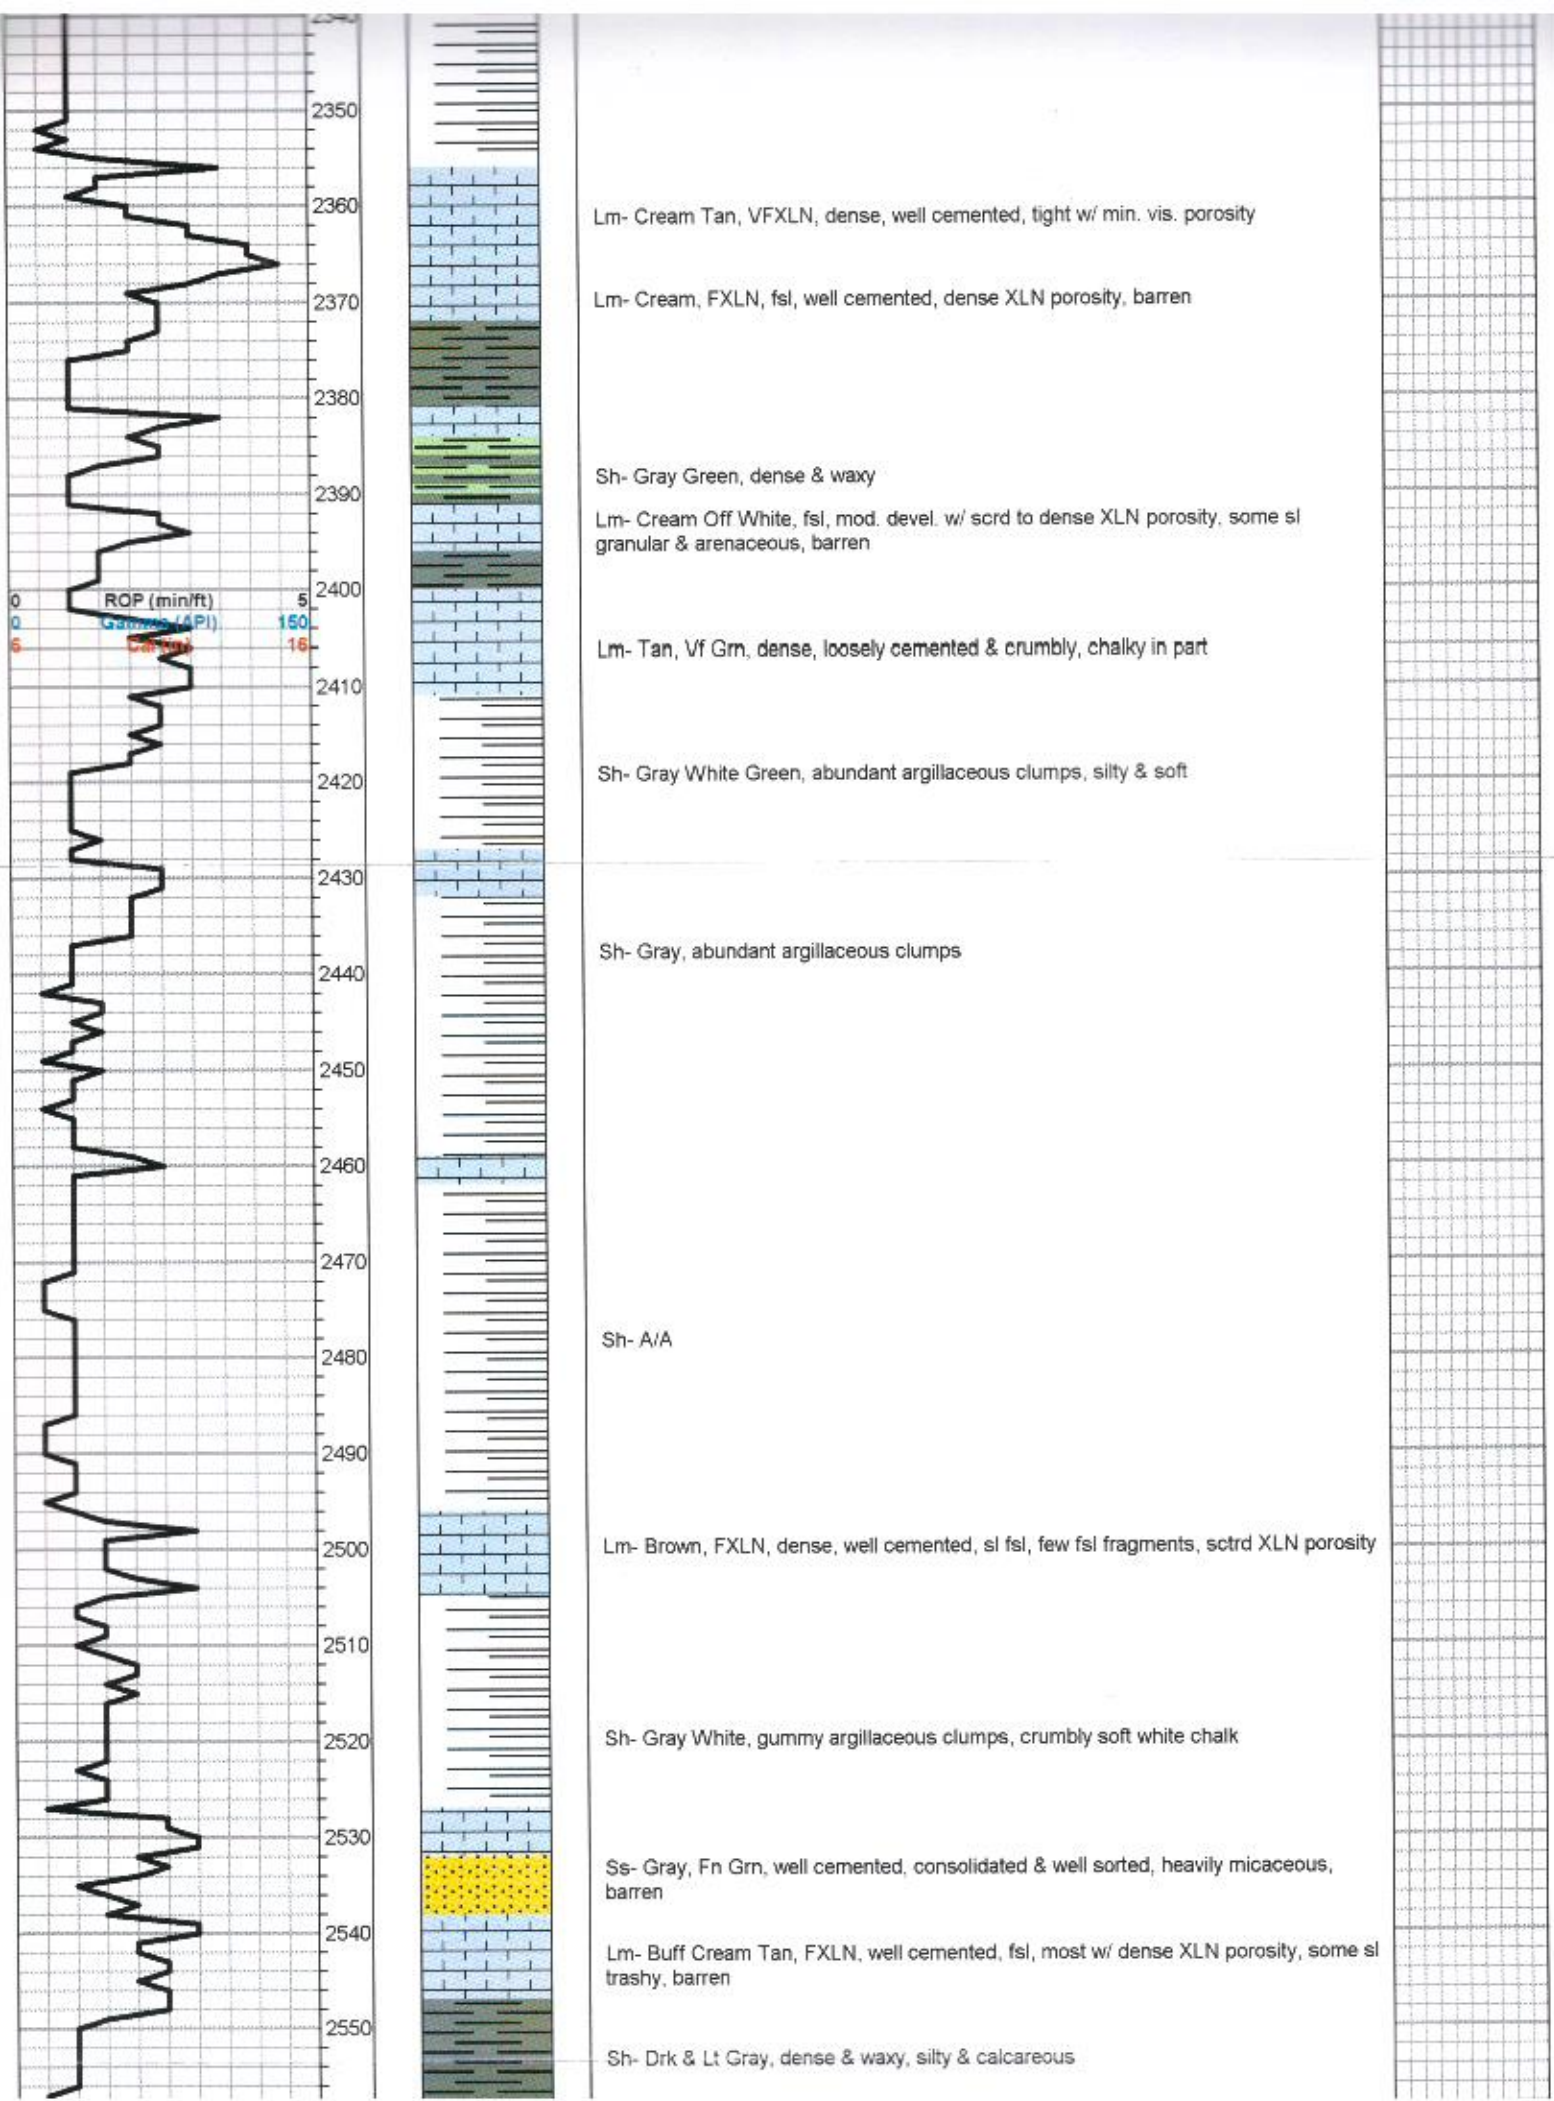 2340
2350
2360
Lm- Cream Tan, VFXLN, dense, well cemented, tight w/ min. vis. porosity
2370
Lm- Cream, FXLN, fsl, well cemented, dense XLN porosity, barren
2380
Sh- Gray Green, dense & waxy
2390
Lm- Cream Off White, fsl, mod. devel. w/ scrd to dense XLN porosity, some sl
granular & arenaceous, barren
2400
0 ROP (min/ft) 5
0 Gamma (API) 150
6 Cal (in) 16
Lm- Tan, Vf Grn, dense, loosely cemented & crumbly, chalky in part
2410
Sh- Gray White Green, abundant argillaceous clumps, silty & soft
2420
2430
Sh- Gray, abundant argillaceous clumps
2440
2450
2460
2470
Sh- A/A
2480
2490
Lm- Brown, FXLN, dense, well cemented, sl fsl, few fsl fragments, sctrd XLN porosity
2500
2510
Sh- Gray White, gummy argillaceous clumps, crumbly soft white chalk
2520
2530
Ss- Gray, Fn Grn, well cemented, consolidated & well sorted, heavily micaceous,
barren
2540
Lm- Buff Cream Tan, FXLN, well cemented, fsl, most w/ dense XLN porosity, some sl
trashy, barren
2550
Sh- Drk & Lt Gray, dense & waxy, silty & calcareous